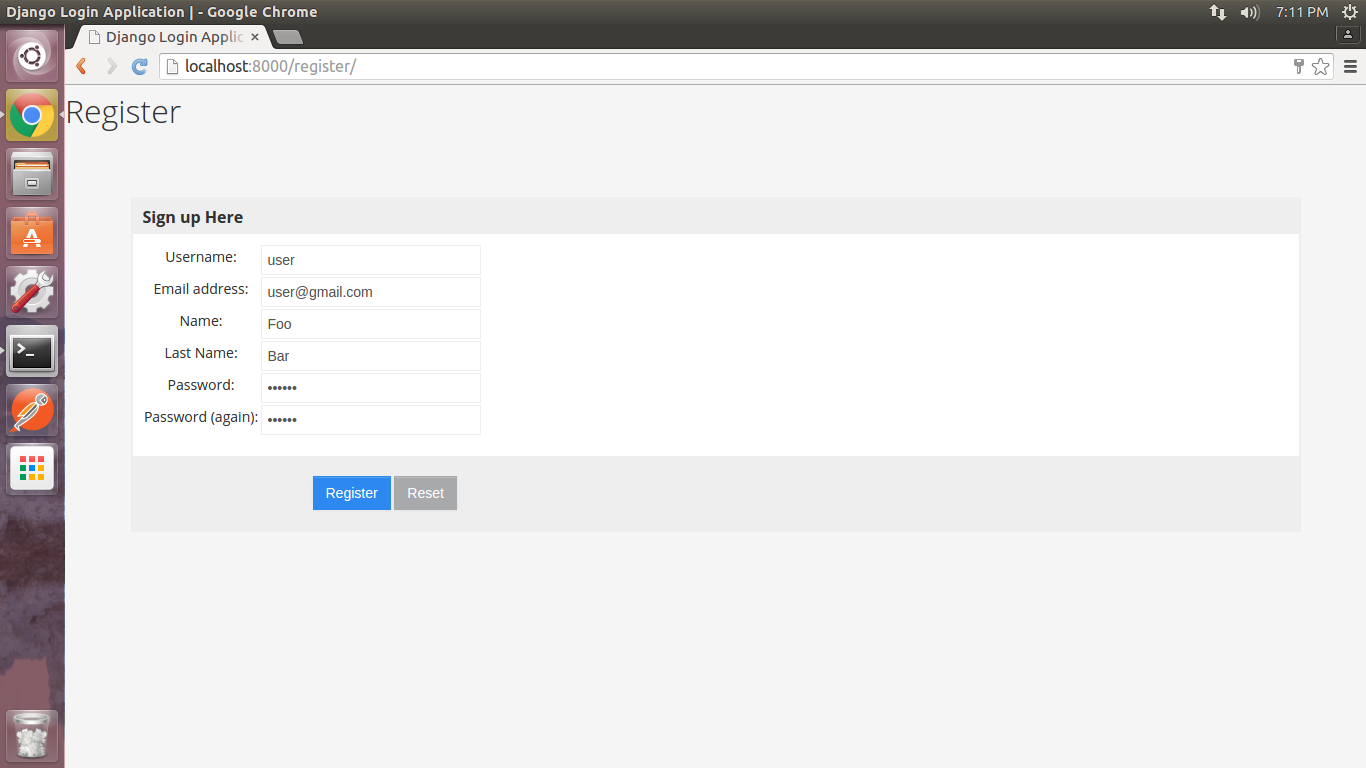 Django Login Application | - Google Chrome
7:11 PM
Django Login Applic
localhost:8000/register/
Register
Sign up Here
Username: user
Email address: user@gmail.com
Name: Foo
Last Name: Bar
Password: ••••••
Password (again): ••••••
Register Reset